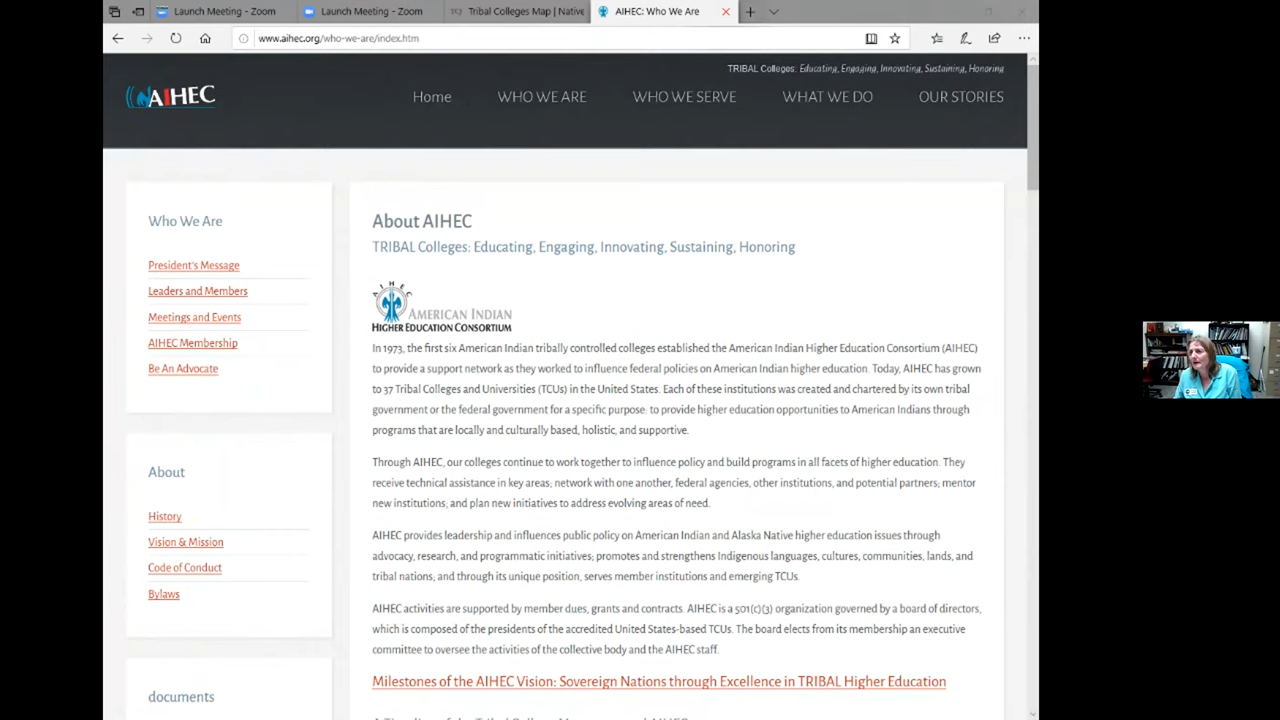 Launch Meeting - Zoom
Launch Meeting - Zoom
TCJ Tribal Colleges Map | Native
AIHEC: Who We Are
www.aihec.org/who-we-are/index.htm
TRIBAL Colleges: Educating, Engaging, Innovating, Sustaining, Honoring
AIHEC
Home WHO WE ARE WHO WE SERVE WHAT WE DO OUR STORIES
Who We Are
President's Message
Leaders and Members
Meetings and Events
AIHEC Membership
Be An Advocate
About
History
Vision & Mission
Code of Conduct
Bylaws
documents
About AIHEC
TRIBAL Colleges: Educating, Engaging, Innovating, Sustaining, Honoring
AIHEC
AMERICAN INDIAN
HIGHER EDUCATION CONSORTIUM
In 1973, the first six American Indian tribally controlled colleges established the American Indian Higher Education Consortium (AIHEC)
to provide a support network as they worked to influence federal policies on American Indian higher education. Today, AIHEC has grown
to 37 Tribal Colleges and Universities (TCUs) in the United States. Each of these institutions was created and chartered by its own tribal
government or the federal government for a specific purpose: to provide higher education opportunities to American Indians through
programs that are locally and culturally based, holistic, and supportive.
Through AIHEC, our colleges continue to work together to influence policy and build programs in all facets of higher education. They
receive technical assistance in key areas; network with one another, federal agencies, other institutions, and potential partners; mentor
new institutions; and plan new initiatives to address evolving areas of need.
AIHEC provides leadership and influences public policy on American Indian and Alaska Native higher education issues through
advocacy, research, and programmatic initiatives; promotes and strengthens Indigenous languages, cultures, communities, lands, and
tribal nations; and through its unique position, serves member institutions and emerging TCUs.
AIHEC activities are supported by member dues, grants and contracts. AIHEC is a 501(c)(3) organization governed by a board of directors,
which is composed of the presidents of the accredited United States-based TCUs. The board elects from its membership an executive
committee to oversee the activities of the collective body and the AIHEC staff.
Milestones of the AIHEC Vision: Sovereign Nations through Excellence in TRIBAL Higher Education